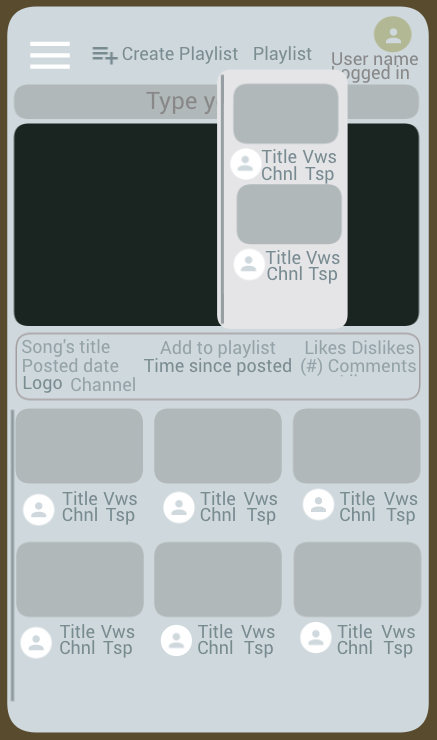 Create Playlist Playlist
User name
Logged in
Type y
Title Vws
Chnl Tsp
Title Vws
Chnl Tsp
Song's title Add to playlist Likes Dislikes
Posted date Time since posted (#) Comments
Logo Channel
Title Vws Title Vws Title Vws
Chnl Tsp Chnl Tsp Chnl Tsp
Title Vws Title Vws Title Vws
Chnl Tsp Chnl Tsp Chnl Tsp